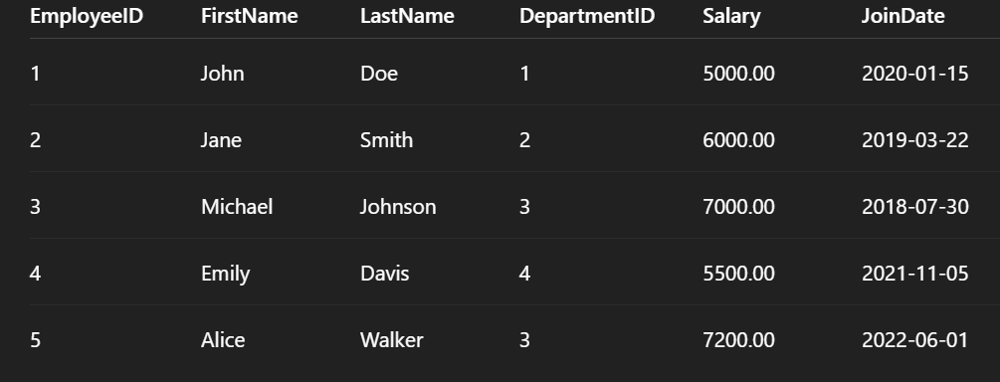 EmployeeID FirstName LastName DepartmentID Salary JoinDate
1 John Doe 1 5000.00 2020-01-15
2 Jane Smith 2 6000.00 2019-03-22
3 Michael Johnson 3 7000.00 2018-07-30
4 Emily Davis 4 5500.00 2021-11-05
5 Alice Walker 3 7200.00 2022-06-01